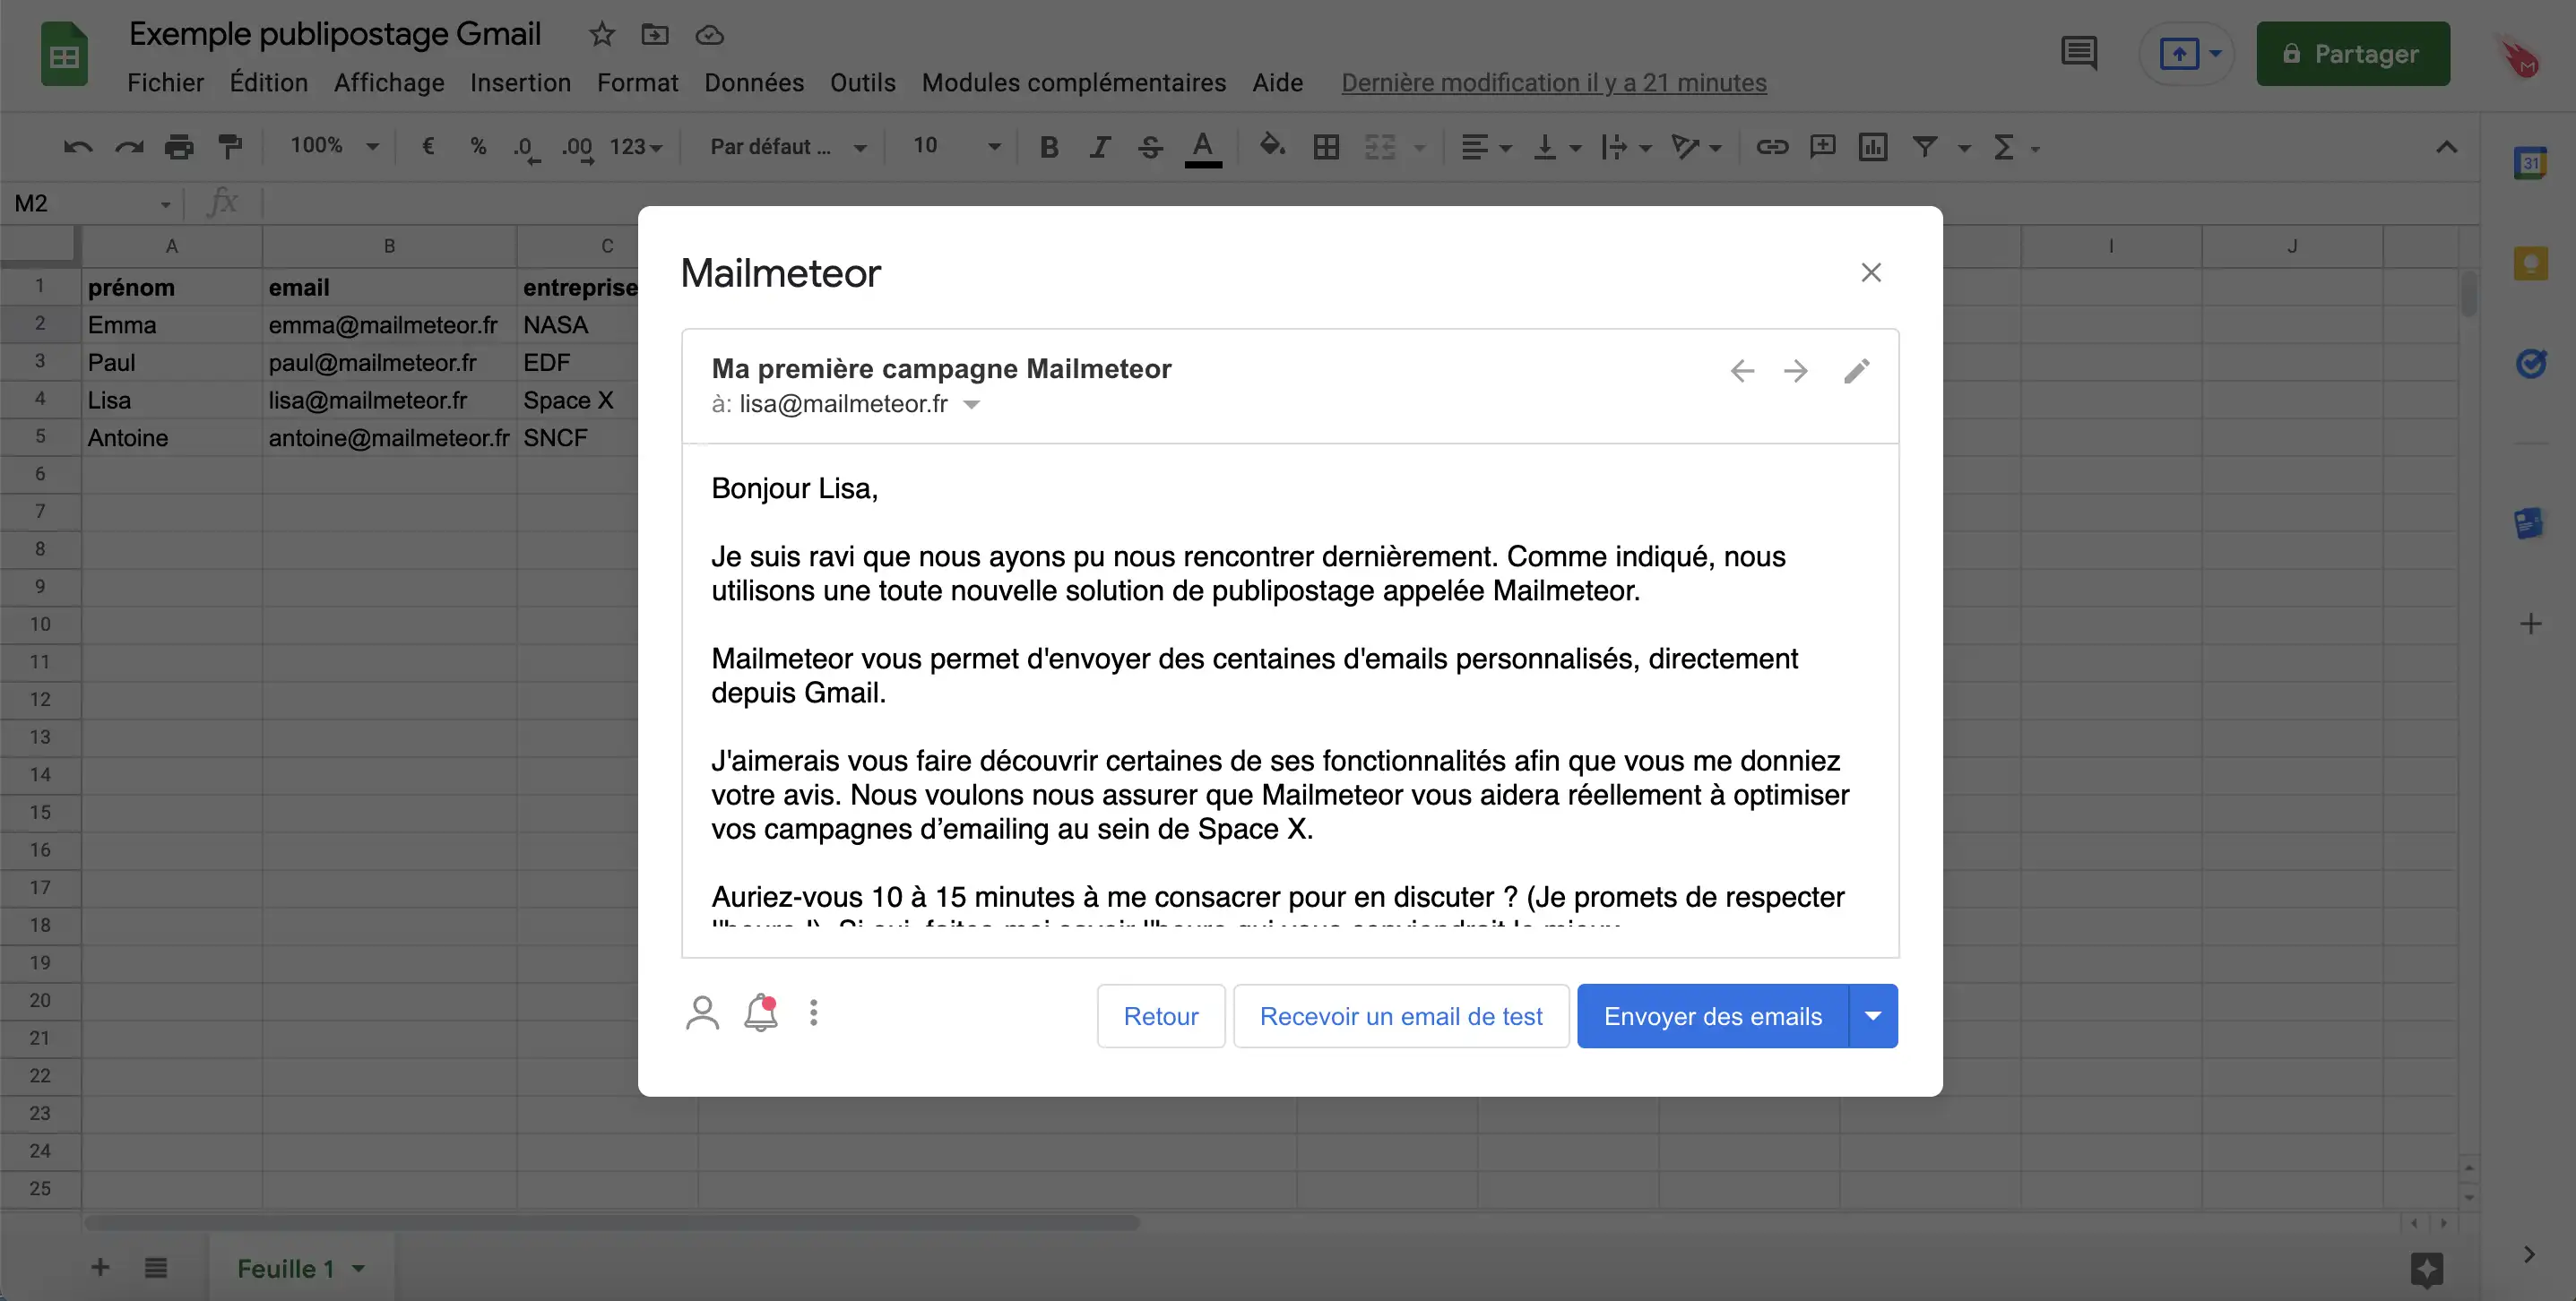 Exemple publipostage Gmail
Fichier Édition Affichage Insertion Format Données Outils Modules complémentaires Aide Dernière modification il y a 21 minutes
Partager
100% € % .0 .00 123 Par défaut ... 10 B I S A
31
M2 fx
A B C I J
1 prénom email entreprise
2 Emma emma@mailmeteor.fr NASA
3 Paul paul@mailmeteor.fr EDF
4 Lisa lisa@mailmeteor.fr Space X
5 Antoine antoine@mailmeteor.fr SNCF
6
7
8
9
10
11
12
13
14
15
16
17
18
19
20
21
22
23
24
25
Mailmeteor
Ma première campagne Mailmeteor
à: lisa@mailmeteor.fr
Bonjour Lisa,
Je suis ravi que nous ayons pu nous rencontrer dernièrement. Comme indiqué, nous
utilisons une toute nouvelle solution de publipostage appelée Mailmeteor.
Mailmeteor vous permet d'envoyer des centaines d'emails personnalisés, directement
depuis Gmail.
J'aimerais vous faire découvrir certaines de ses fonctionnalités afin que vous me donniez
votre avis. Nous voulons nous assurer que Mailmeteor vous aidera réellement à optimiser
vos campagnes d’emailing au sein de Space X.
Auriez-vous 10 à 15 minutes à me consacrer pour en discuter ? (Je promets de respecter
Retour Recevoir un email de test Envoyer des emails
Feuille 1